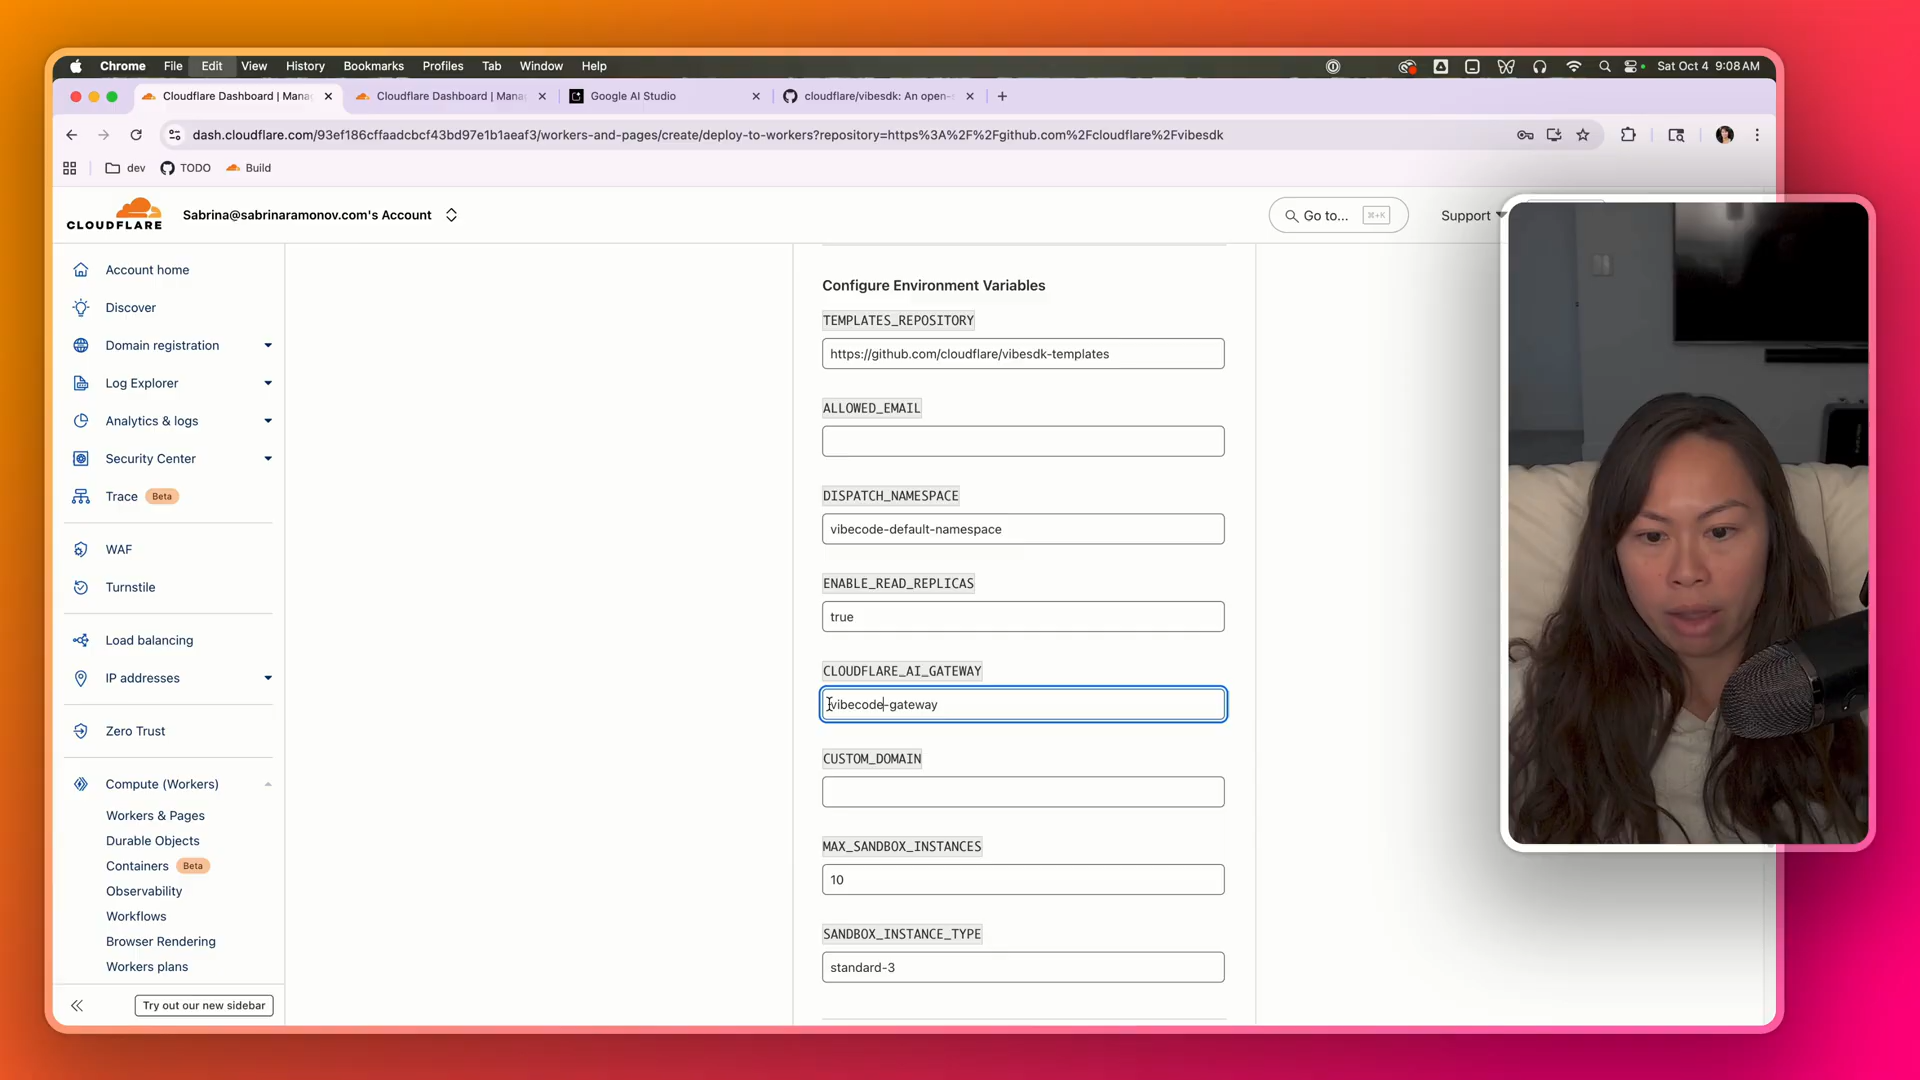 Chrome File Edit View History Bookmarks Profiles Tab Window Help
Sat Oct 4 9:08 AM
Cloudflare Dashboard | Mana
Cloudflare Dashboard | Mana
Google AI Studio
cloudflare/vibesdk: An open-s
dash.cloudflare.com/93ef186cffaadcbcf43bd97e1b1aeaf3/workers-and-pages/create/deploy-to-workers?repository=https%3A%2F%2Fgithub.com%2Fcloudflare%2Fvibesdk
dev
TODO
Build
CLOUDFLARE
Sabrina@sabrinaramonov.com's Account
Go to... ⌘+K
Support
Account home
Discover
Domain registration
Log Explorer
Analytics & logs
Security Center
Trace Beta
WAF
Turnstile
Load balancing
IP addresses
Zero Trust
Compute (Workers)
Workers & Pages
Durable Objects
Containers Beta
Observability
Workflows
Browser Rendering
Workers plans
Try out our new sidebar
Configure Environment Variables
TEMPLATES_REPOSITORY
https://github.com/cloudflare/vibesdk-templates
ALLOWED_EMAIL
DISPATCH_NAMESPACE
vibecode-default-namespace
ENABLE_READ_REPLICAS
true
CLOUDFLARE_AI_GATEWAY
vibecode-gateway
CUSTOM_DOMAIN
MAX_SANDBOX_INSTANCES
10
SANDBOX_INSTANCE_TYPE
standard-3